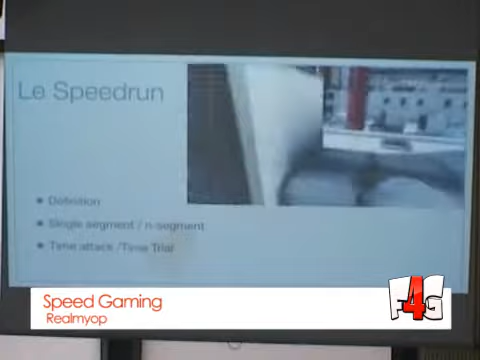 Le Speedrun
Definition
Single segment / n-segment
Time attack /Time Trial
Speed Gaming
Realmyop
F4G